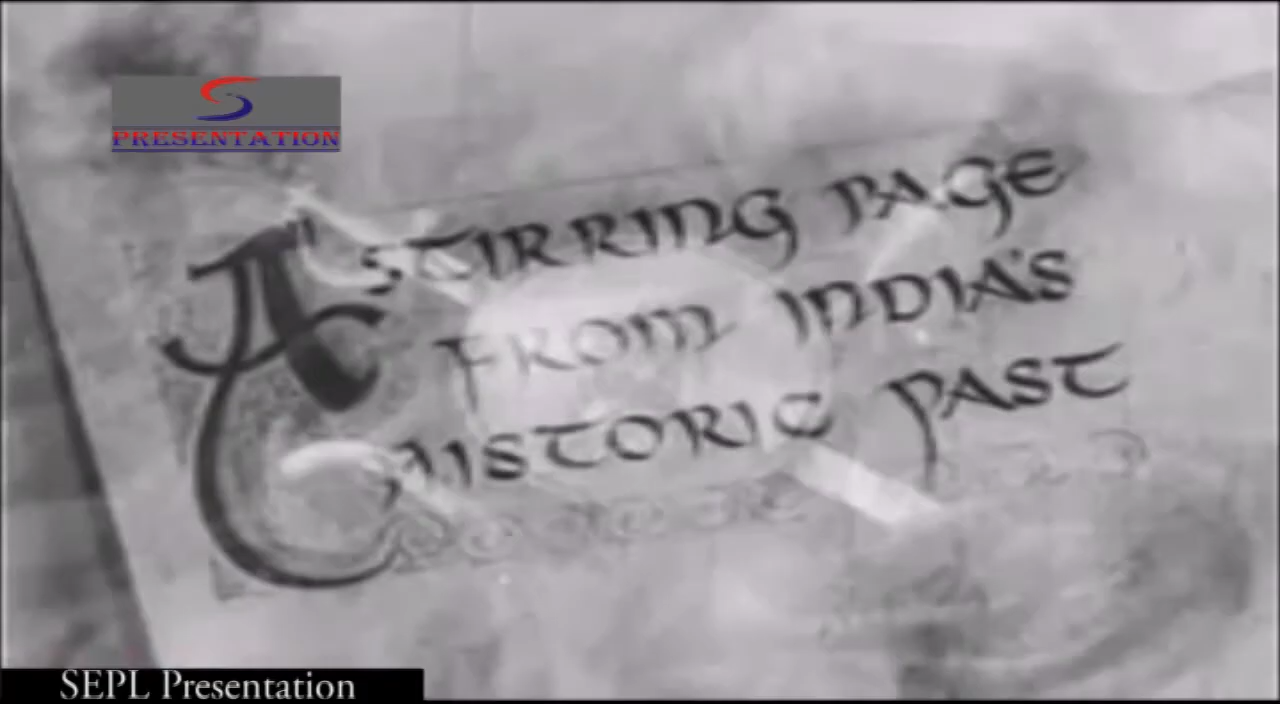 PRESENTATION
A STIRRING PAGE
FROM INDIA'S
HISTORIC PAST
SEPL Presentation